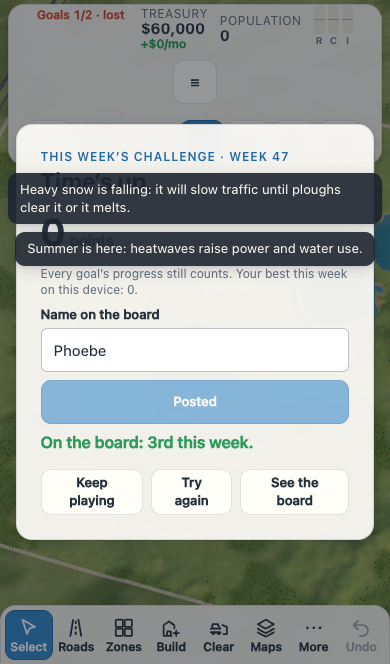 Goals 1/2 · lost
TREASURY
$60,000
+$0/mo
POPULATION
0
R C I
THIS WEEK'S CHALLENGE · WEEK 47
Time's up
Heavy snow is falling: it will slow traffic until ploughs
clear it or it melts.
0 points
Summer is here: heatwaves raise power and water use.
Every goal's progress still counts. Your best this week
on this device: 0.
Name on the board
Phoebe
Posted
On the board: 3rd this week.
Keep
playing
Try
again
See the
board
Select
Roads
Zones
Build
Clear
Maps
More
Undo